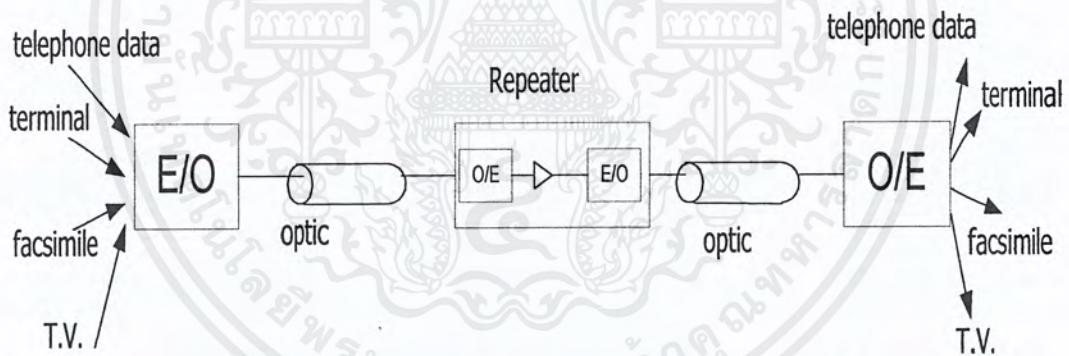 telephone data
terminal
facsimile
T.V.
E/O
optic
Repeater
O/E
E/O
optic
O/E
telephone data
terminal
facsimile
T.V.